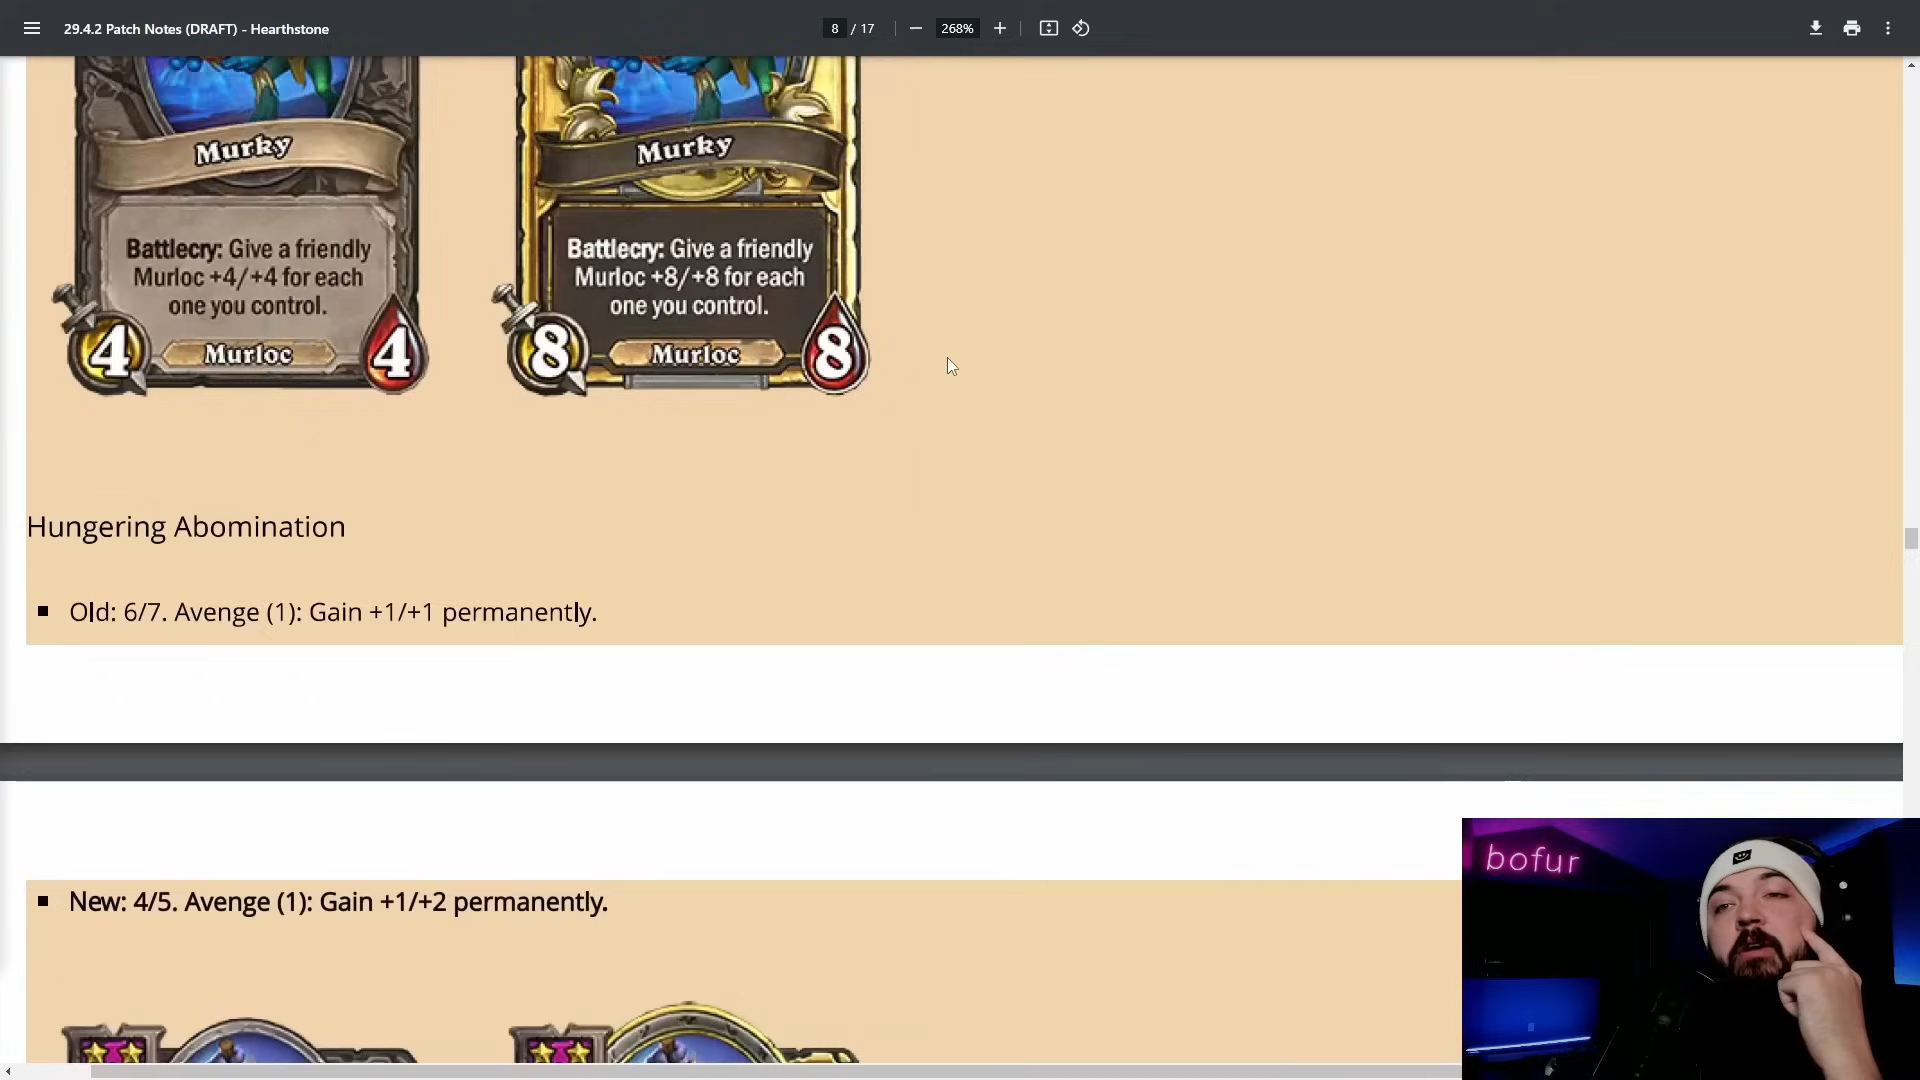 29.4.2 Patch Notes (DRAFT) - Hearthstone
8 / 17
268%
Murky
Murky
Battlecry: Give a friendly
Murloc +4/+4 for each
one you control.
4
Murloc
4
Battlecry: Give a friendly
Murloc +8/+8 for each
one you control.
8
Murloc
8
Hungering Abomination
Old: 6/7. Avenge (1): Gain +1/+1 permanently.
New: 4/5. Avenge (1): Gain +1/+2 permanently.
bofur